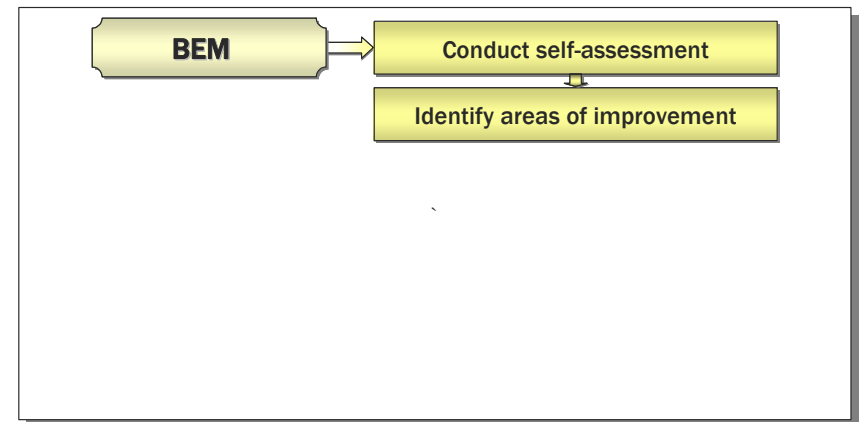 BEM
Conduct self-assessment
Identify areas of improvement
`